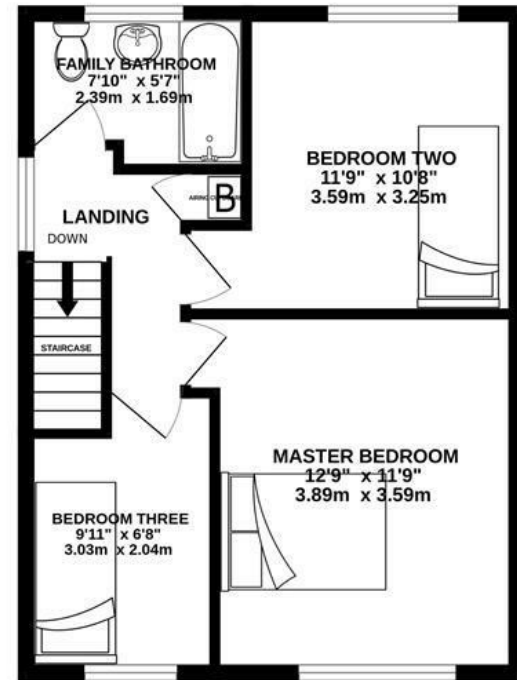 FAMILY BATHROOM
7'10" x 5'7"
2.39m x 1.69m
BEDROOM TWO
11'9" x 10'8"
3.59m x 3.25m
B
LANDING
DOWN
STAIRCASE
MASTER BEDROOM
12'9" x 11'9"
3.89m x 3.59m
BEDROOM THREE
9'11" x 6'8"
3.03m x 2.04m